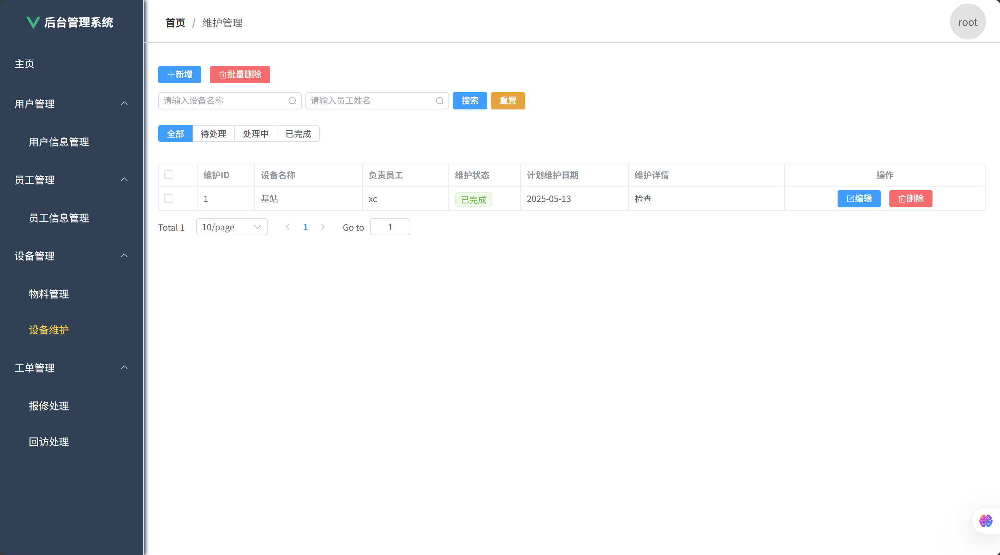 后台管理系统
主页
用户管理
用户信息管理
员工管理
员工信息管理
设备管理
物料管理
设备维护
工单管理
报修处理
回访处理
首页 / 维护管理
root
新增 批量删除
请输入设备名称 请输入员工姓名 搜索 重置
全部 待处理 处理中 已完成
维护ID 设备名称 负责员工 维护状态 计划维护日期 维护详情 操作
1 基站 xc 已完成 2025-05-13 检查 编辑 删除
Total 1 10/page 1 Go to 1